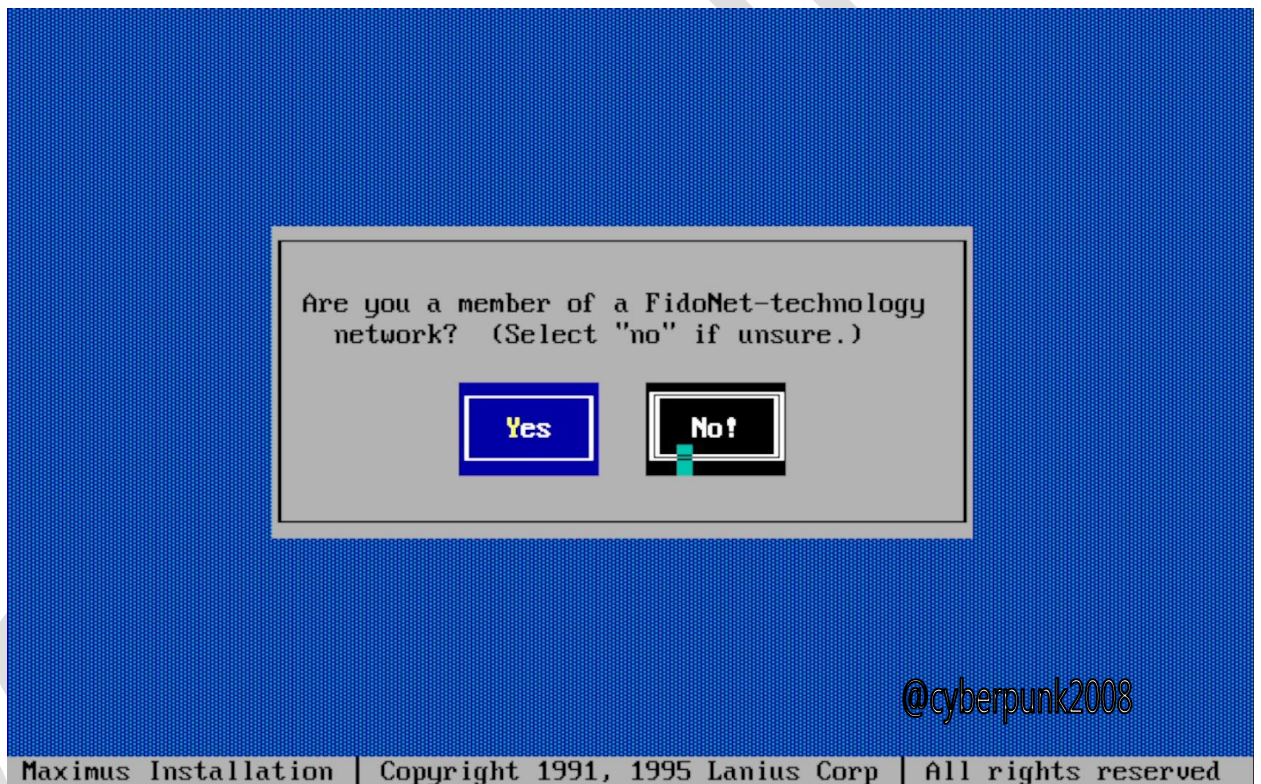 Are you a member of a FidoNet-technology
network? (Select "no" if unsure.)
Yes No!
@cyberpunk2008
Maximus Installation | Copyright 1991, 1995 Lanius Corp | All rights reserved